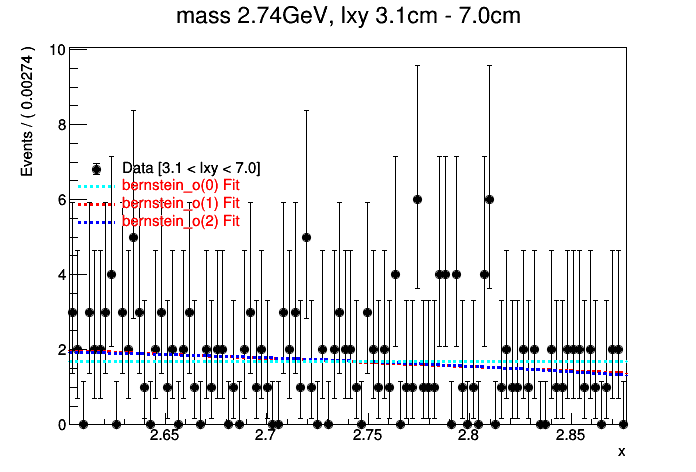 mass 2.74GeV, lxy 3.1cm - 7.0cm
Events / ( 0.00274 )
10
8
6
4
2
0
Data [3.1 < lxy < 7.0]
bernstein_o(0) Fit
bernstein_o(1) Fit
bernstein_o(2) Fit
2.65 2.7 2.75 2.8 2.85
x